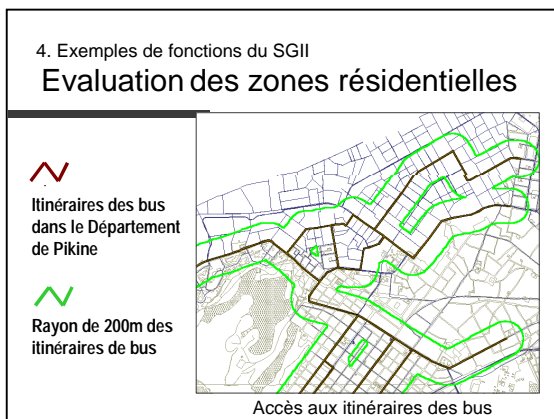 4. Exemples de fonctions du SGII
Evaluation des zones résidentielles
Itinéraires des bus
dans le Département
de Pikine
Rayon de 200m des
itinéraires de bus
Accès aux itinéraires des bus